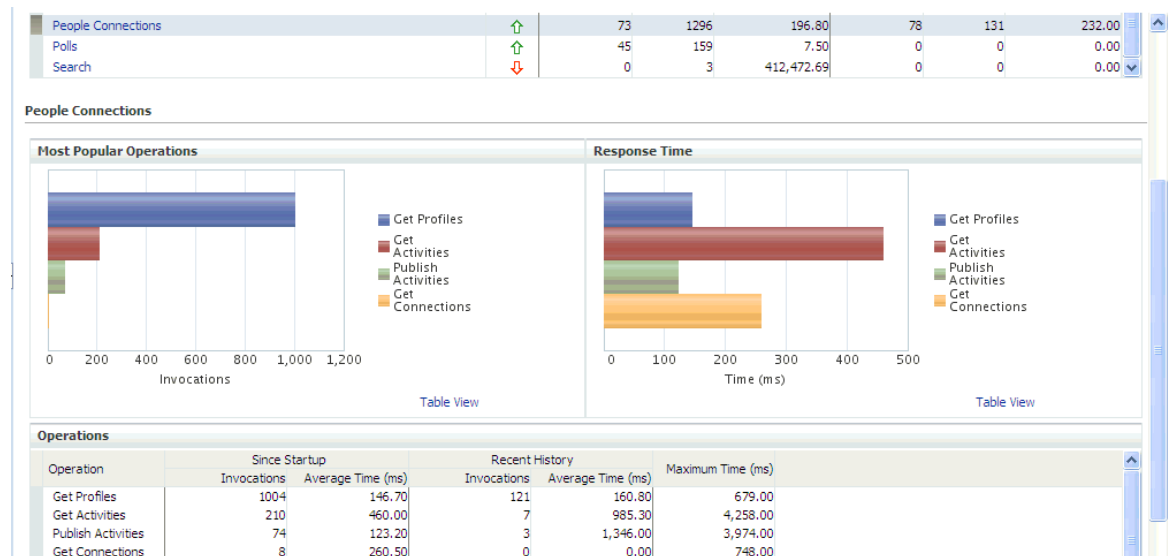 People Connections 73 1296 196.80 78 131 232.00
Polls 45 159 7.50 0 0 0.00
Search 0 3 412,472.69 0 0 0.00
People Connections
Most Popular Operations
Get Profiles
Get
Activities
Publish
Activities
Get
Connections
0 200 400 600 800 1,000 1,200
Invocations
Table View
Response Time
Get Profiles
Get
Activities
Publish
Activities
Get
Connections
0 100 200 300 400 500
Time (ms)
Table View
Operations
Operation Since Startup Recent History Maximum Time (ms)
Invocations Average Time (ms) Invocations Average Time (ms)
Get Profiles 1004 146.70 121 160.80 679.00
Get Activities 210 460.00 7 985.30 4,258.00
Publish Activities 74 123.20 3 1,346.00 3,974.00
Get Connections 8 260.50 0 0.00 748.00